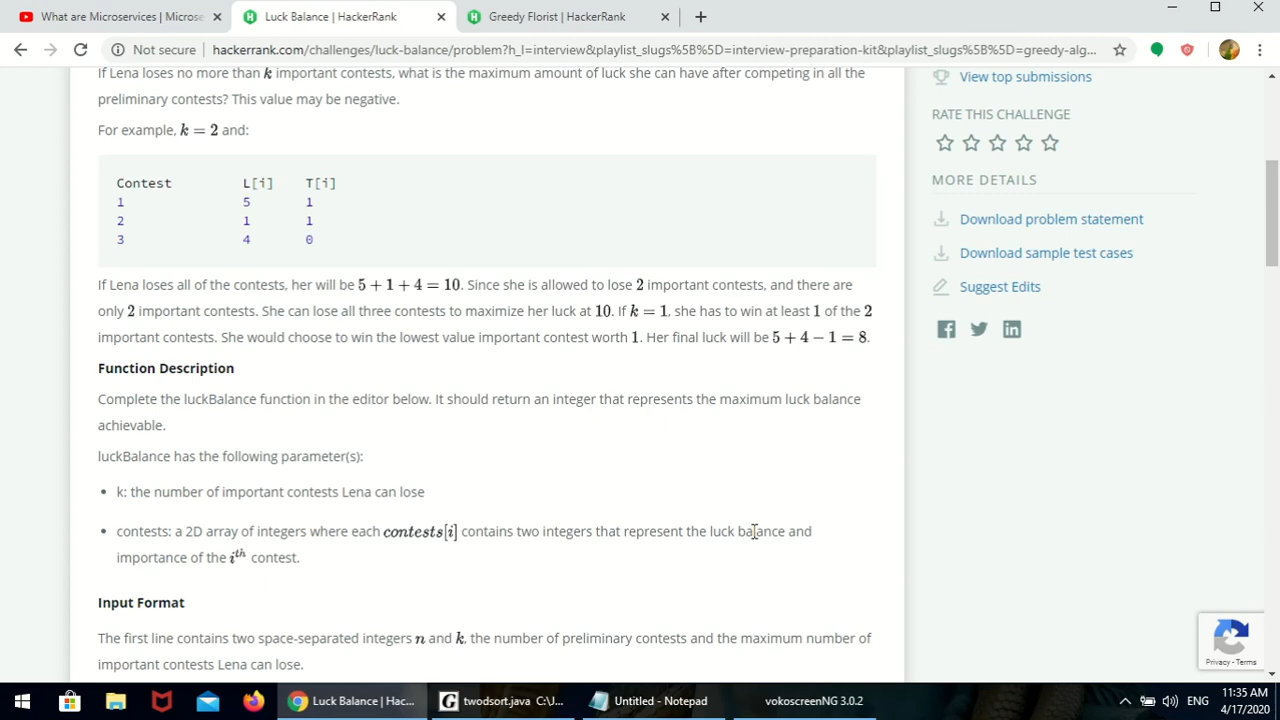 What are Microservices | Microse
Luck Balance | HackerRank
Greedy Florist | HackerRank
Not secure
hackerrank.com/challenges/luck-balance/problem?h_l=interview&playlist_slugs%5B%5D=interview-preparation-kit&playlist_slugs%5B%5D=greedy-alg...
If Lena loses no more than k important contests, what is the maximum amount of luck she can have after competing in all the
preliminary contests? This value may be negative.
For example, k = 2 and:
Contest L[i] T[i]
1 5 1
2 1 1
3 4 0
If Lena loses all of the contests, her will be 5 + 1 + 4 = 10. Since she is allowed to lose 2 important contests, and there are
only 2 important contests. She can lose all three contests to maximize her luck at 10. If k = 1, she has to win at least 1 of the 2
important contests. She would choose to win the lowest value important contest worth 1. Her final luck will be 5 + 4 − 1 = 8.
Function Description
Complete the luckBalance function in the editor below. It should return an integer that represents the maximum luck balance
achievable.
luckBalance has the following parameter(s):
• k: the number of important contests Lena can lose
• contests: a 2D array of integers where each contests[i] contains two integers that represent the luck balance and
importance of the ith contest.
Input Format
The first line contains two space-separated integers n and k, the number of preliminary contests and the maximum number of
important contests Lena can lose.
View top submissions
RATE THIS CHALLENGE
MORE DETAILS
Download problem statement
Download sample test cases
Suggest Edits
Privacy - Terms
Luck Balance | Hac...
twodsort.java C:\J...
Untitled - Notepad
vokoscreenNG 3.0.2
ENG
11:35 AM
4/17/2020